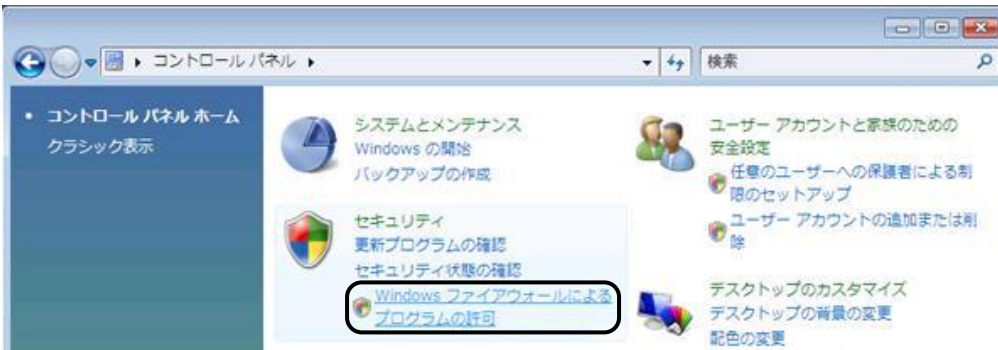 コントロール パネル
検索
コントロール パネル ホーム
クラシック表示
システムとメンテナンス
Windows の開始
バックアップの作成
セキュリティ
更新プログラムの確認
セキュリティ状態の確認
Windows ファイアウォールによる
プログラムの許可
ユーザー アカウントと家族のための
安全設定
任意のユーザーへの保護者による制
限のセットアップ
ユーザー アカウントの追加または削
除
デスクトップのカスタマイズ
デスクトップの背景の変更
配色の変更